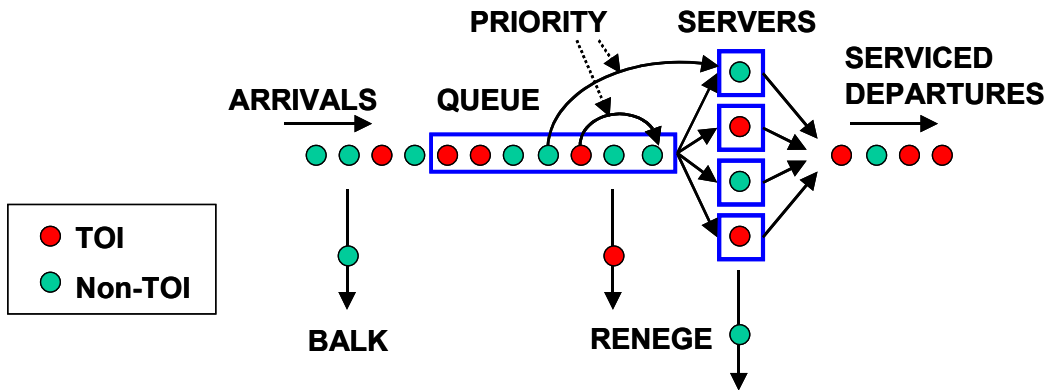 PRIORITY
SERVERS
SERVICED
DEPARTURES
ARRIVALS
QUEUE
TOI
Non-TOI
BALK
RENEGE